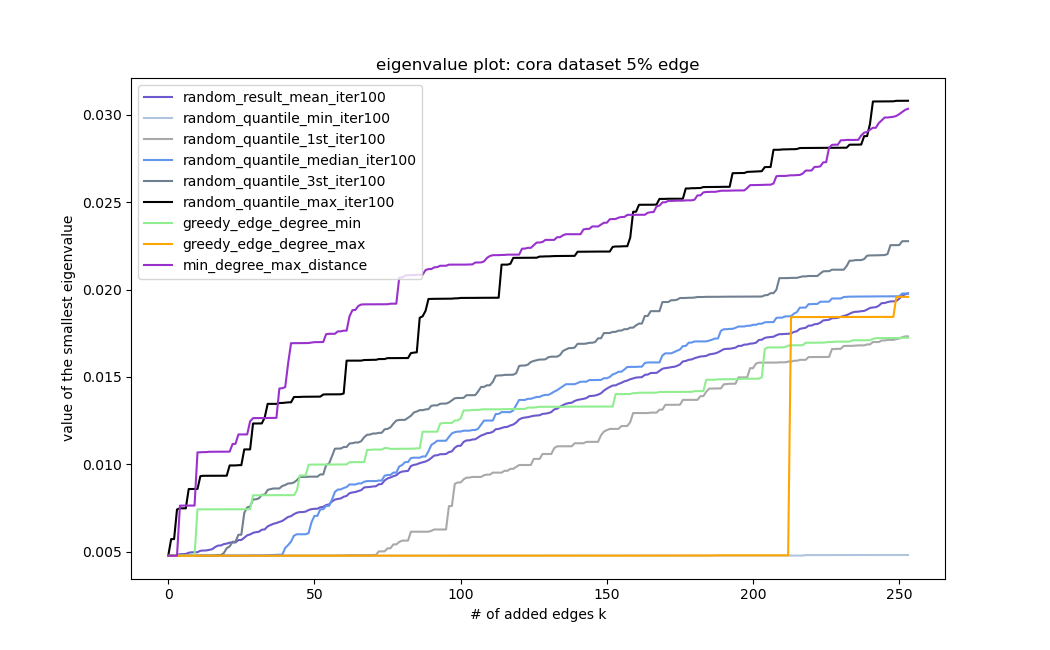 eigenvalue plot: cora dataset 5% edge
random_result_mean_iter100
random_quantile_min_iter100
random_quantile_1st_iter100
random_quantile_median_iter100
random_quantile_3st_iter100
random_quantile_max_iter100
greedy_edge_degree_min
greedy_edge_degree_max
min_degree_max_distance
value of the smallest eigenvalue
0.030
0.025
0.020
0.015
0.010
0.005
0 50 100 150 200 250
# of added edges k